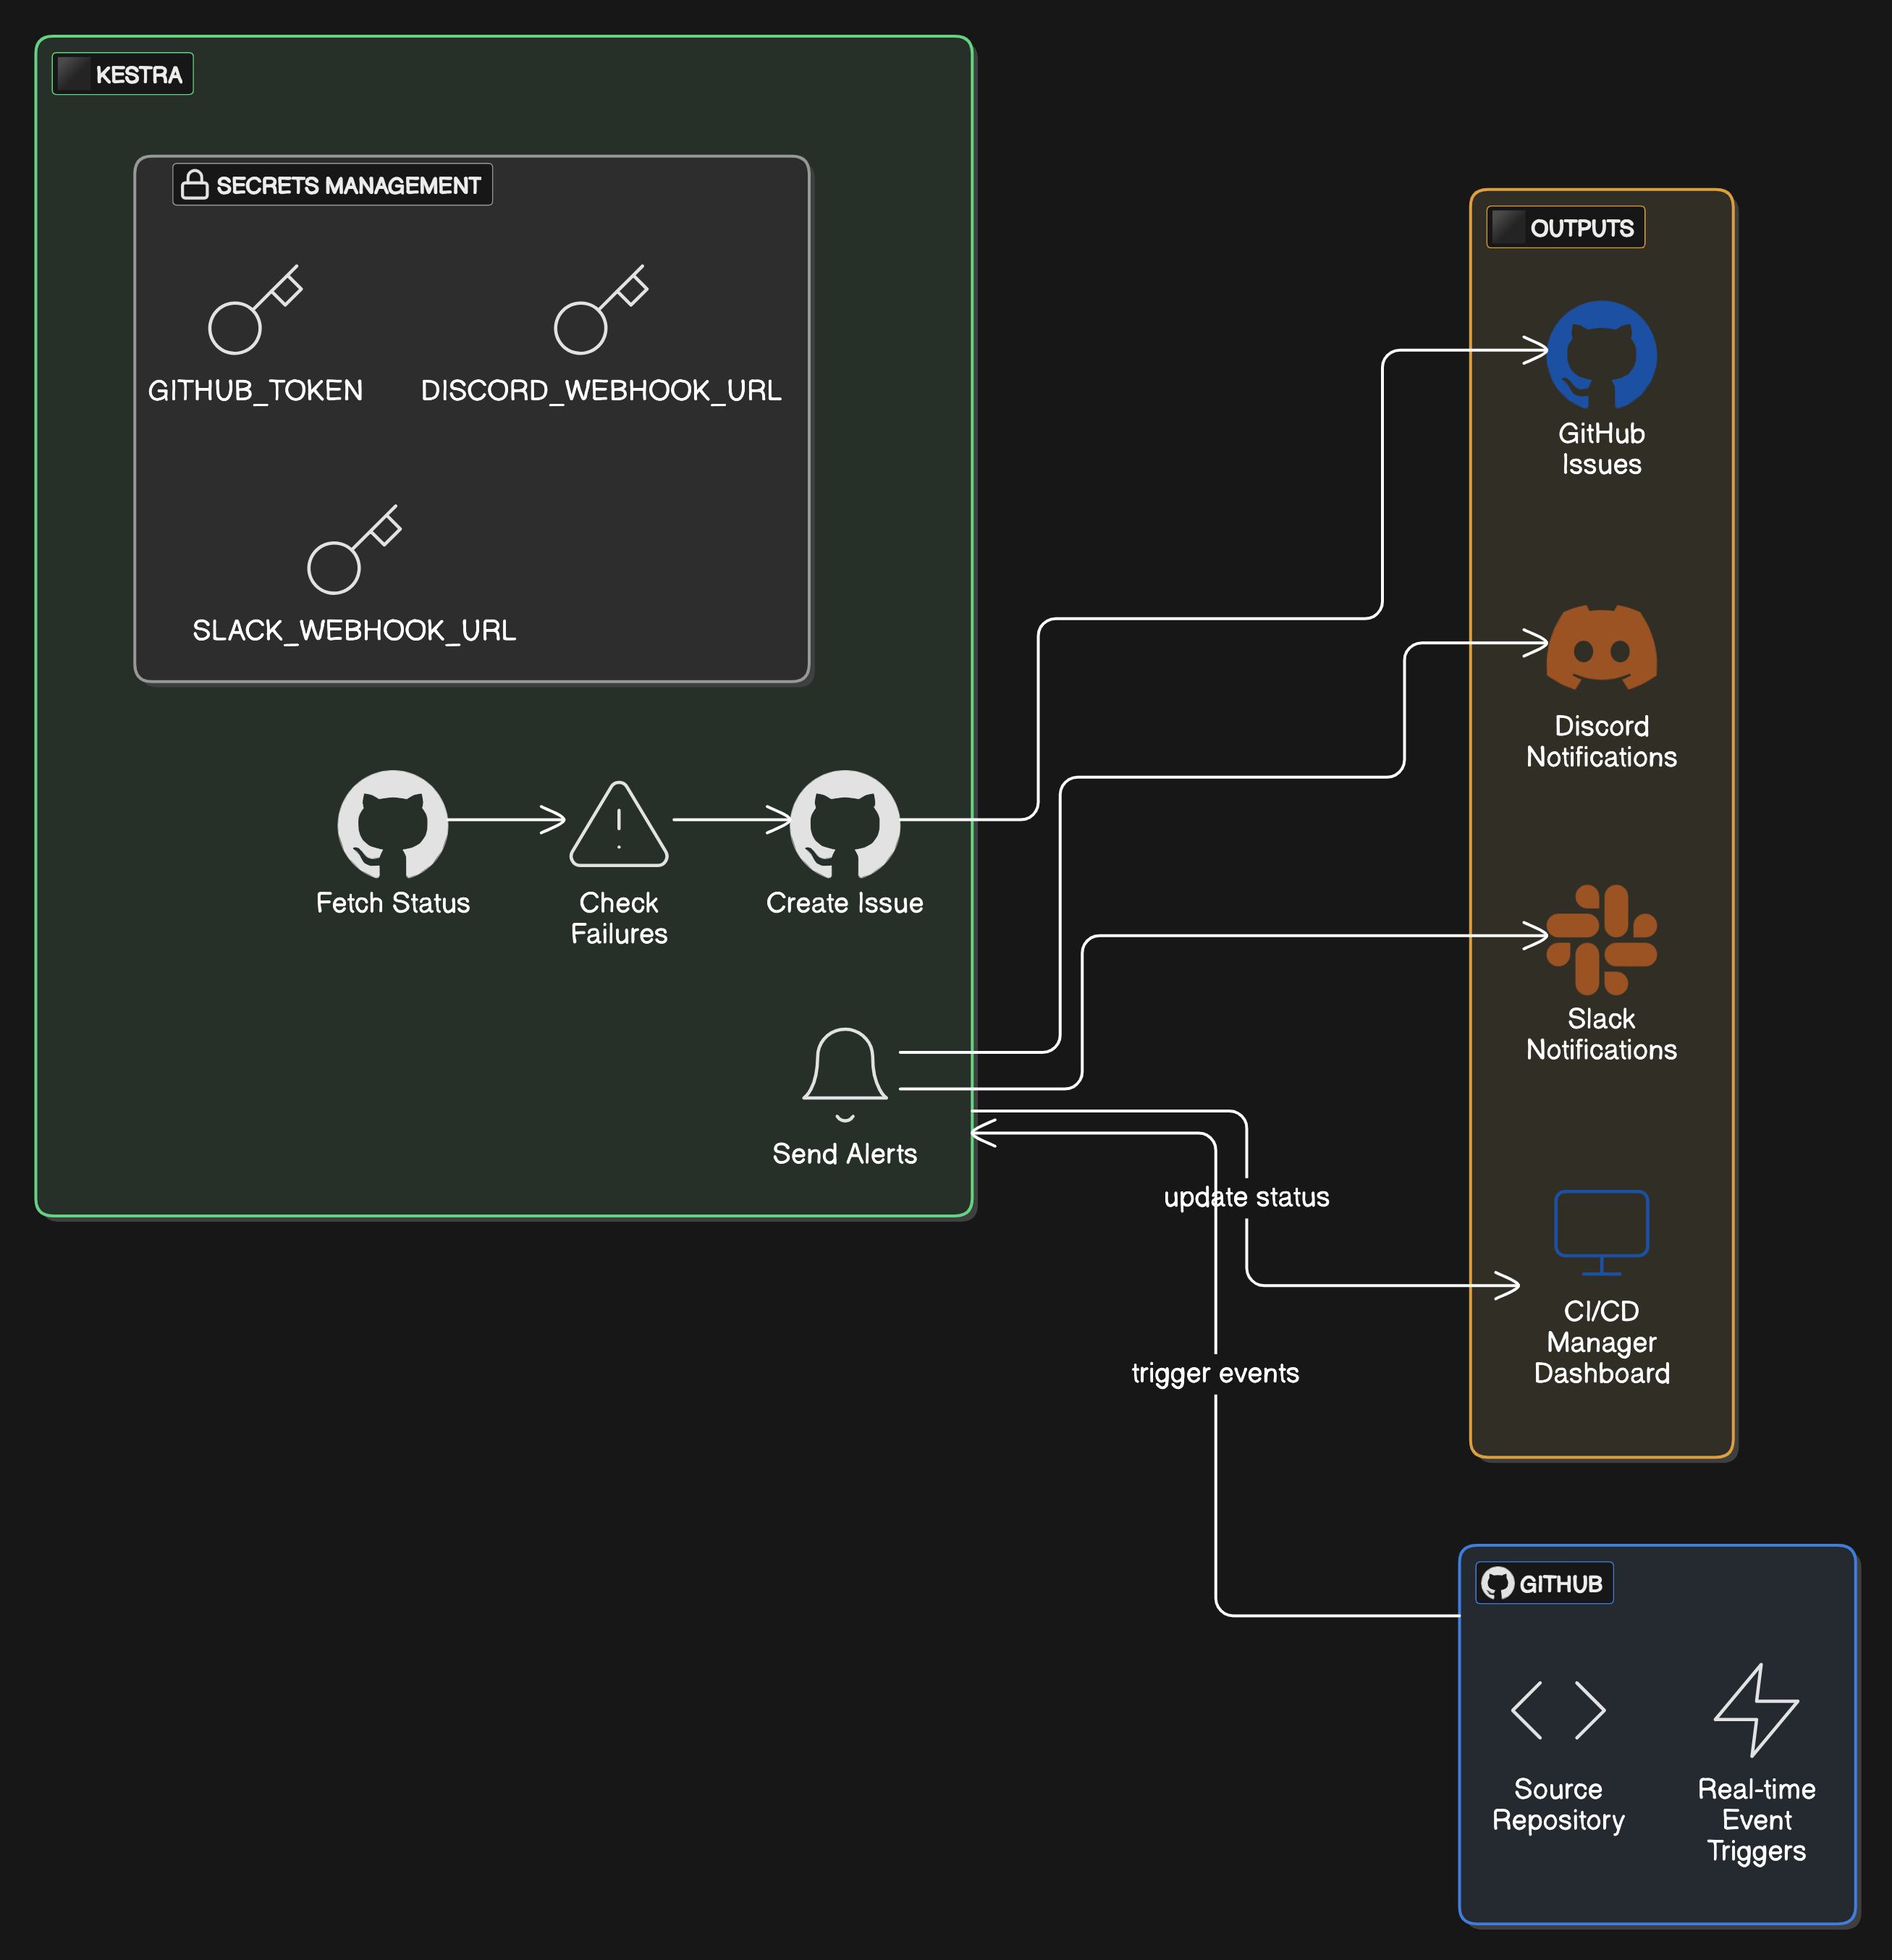 KESTRA
SECRETS MANAGEMENT
GITHUB_TOKEN
DISCORD_WEBHOOK_URL
SLACK_WEBHOOK_URL
Fetch Status
Check
Failures
Create Issue
Send Alerts
update status
trigger events
OUTPUTS
GitHub
Issues
Discord
Notifications
Slack
Notifications
CI/CD
Manager
Dashboard
GITHUB
Source
Repository
Real-time
Event
Triggers